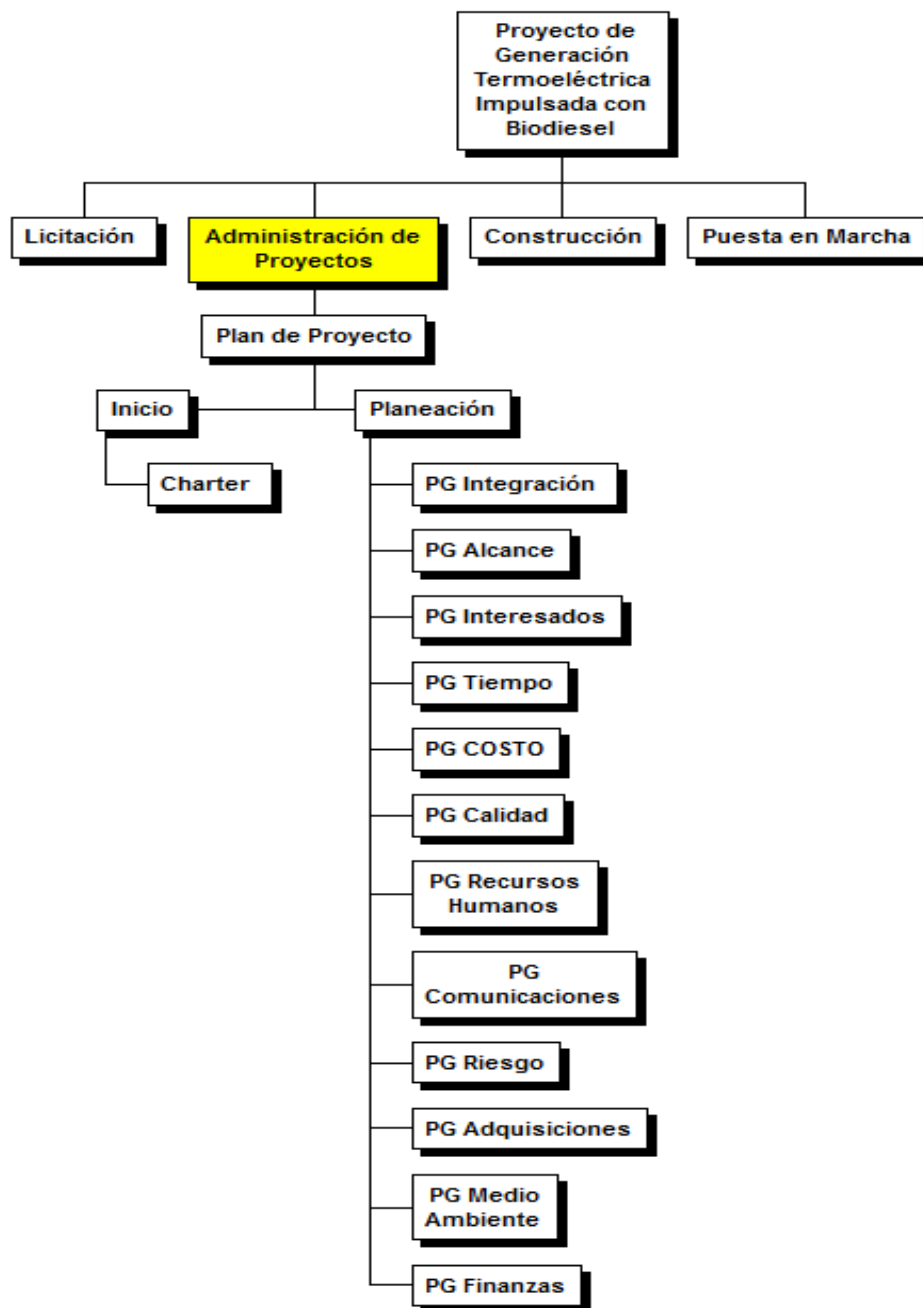 Proyecto de
Generación
Termoeléctrica
Impulsada con
Biodiesel
Licitación
Administración de
Proyectos
Construcción
Puesta en Marcha
Plan de Proyecto
Inicio
Planeación
Charter
PG Integración
PG Alcance
PG Interesados
PG Tiempo
PG COSTO
PG Calidad
PG Recursos
Humanos
PG
Comunicaciones
PG Riesgo
PG Adquisiciones
PG Medio
Ambiente
PG Finanzas